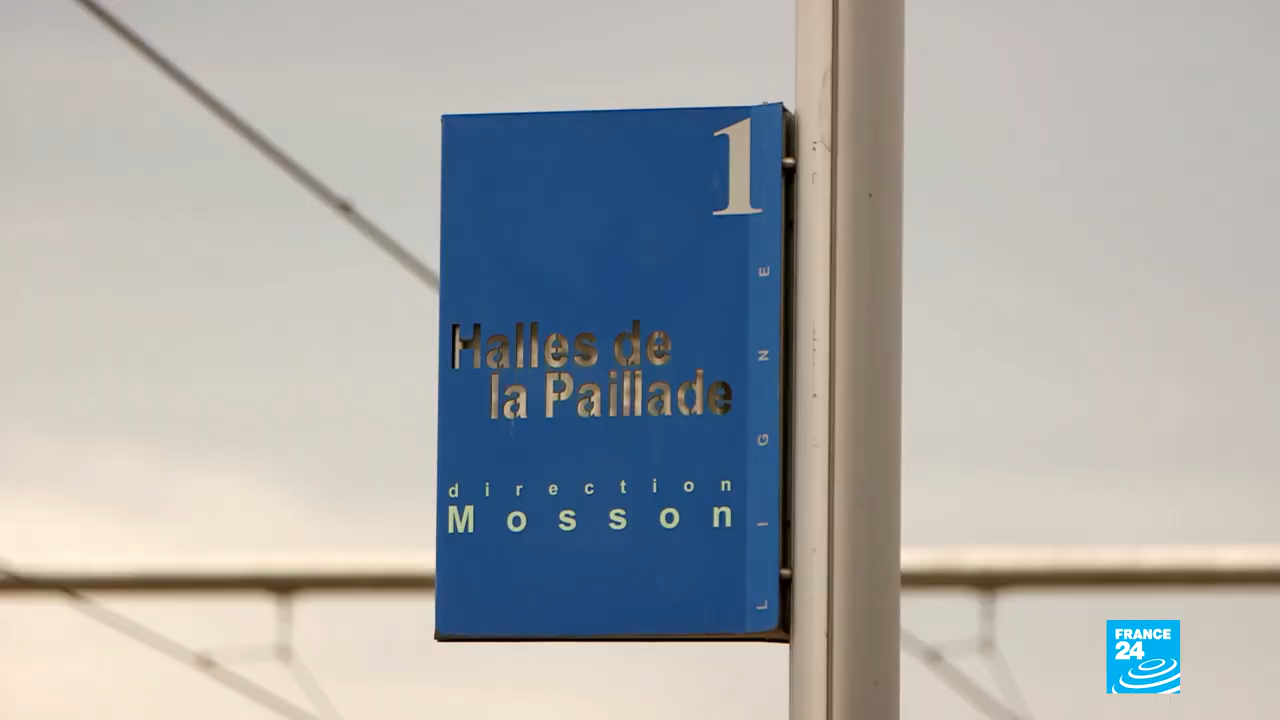 1
LIGNE
Halles de
la Paillade
direction
Mosson
FRANCE
24